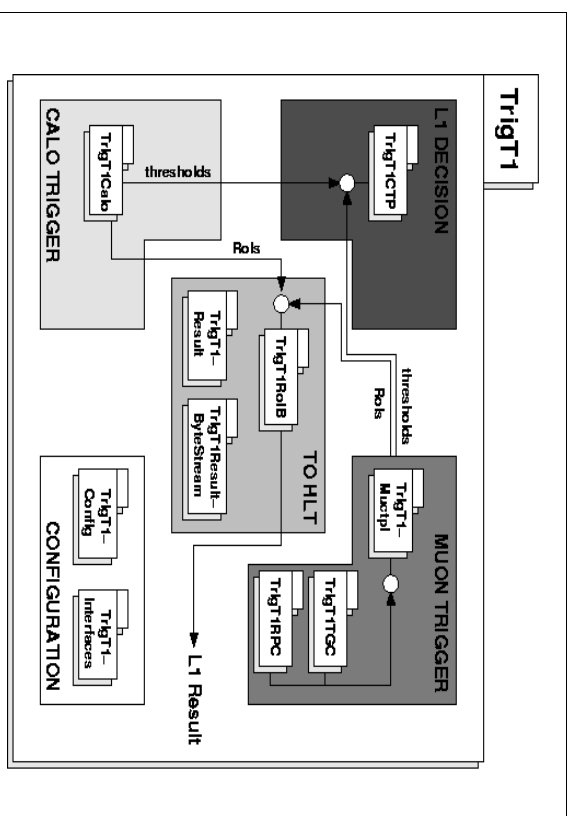 TrigT1
L1 DECISION
TrigT1CTP
CALO TRIGGER
TrigT1Calo
thresholds
RoIs
thresholds
RoIs
MUON TRIGGER
TrigT1–
MuctpI
TrigT1TGC
TrigT1RPC
TO HLT
TrigT1RoIB
TrigT1–
Result
TrigT1Result–
ByteStream
L1 Result
CONFIGURATION
TrigT1–
Config
TrigT1–
Interfaces